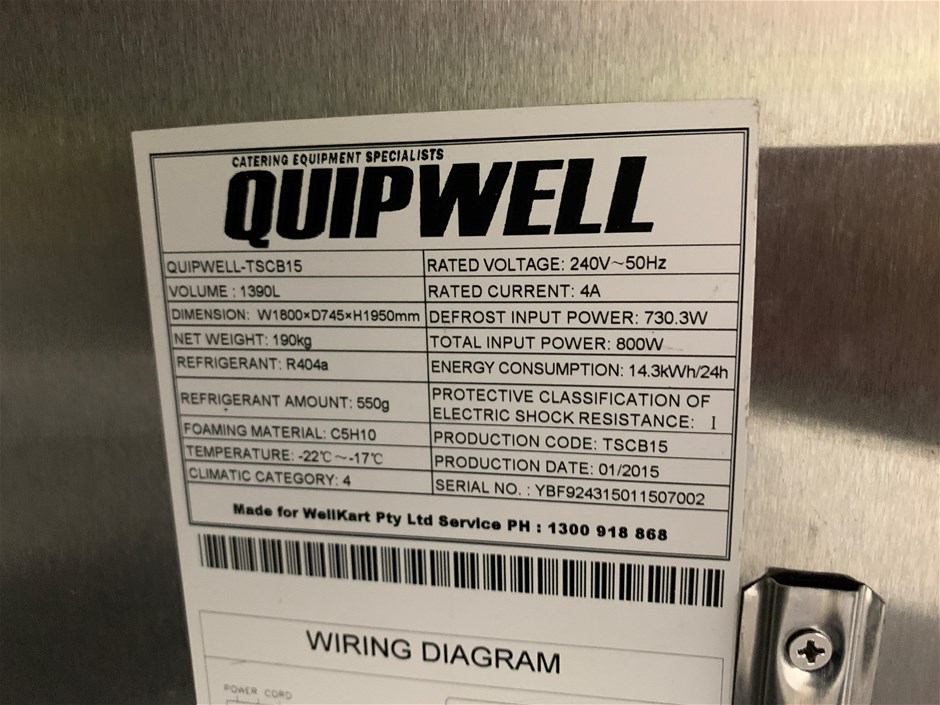 CATERING EQUIPMENT SPECIALISTS
QUIPWELL
QUIPWELL-TSCB15
VOLUME : 1390L
DIMENSION: W1800×D745×H1950mm
NET WEIGHT: 190kg
REFRIGERANT: R404a
REFRIGERANT AMOUNT: 550g
FOAMING MATERIAL: C5H10
TEMPERATURE: -22℃～-17℃
CLIMATIC CATEGORY: 4
RATED VOLTAGE: 240V～50Hz
RATED CURRENT: 4A
DEFROST INPUT POWER: 730.3W
TOTAL INPUT POWER: 800W
ENERGY CONSUMPTION: 14.3kWh/24h
PROTECTIVE CLASSIFICATION OF
ELECTRIC SHOCK RESISTANCE: I
PRODUCTION CODE: TSCB15
PRODUCTION DATE: 01/2015
SERIAL NO. : YBF924315011507002
Made for WellKart Pty Ltd Service PH : 1300 918 868
WIRING DIAGRAM
POWER CORD